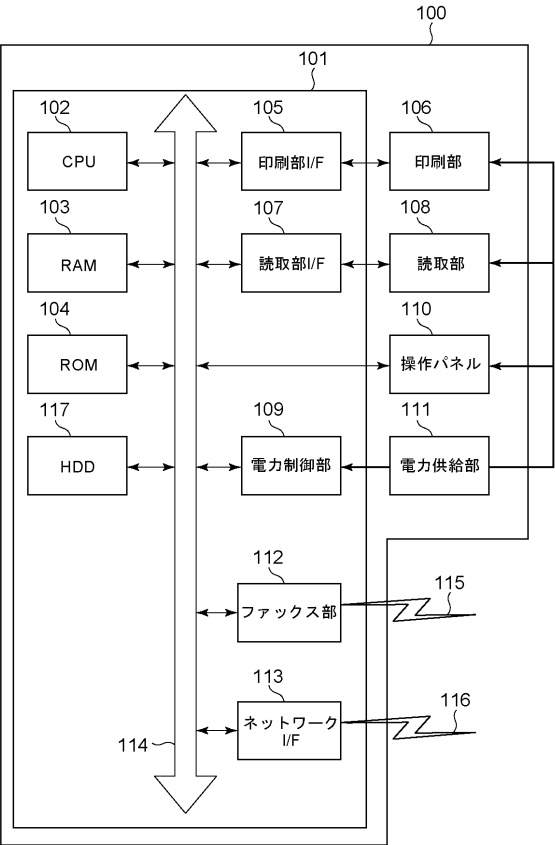 100
101
102
105
106
CPU
印刷部I/F
印刷部
103
107
108
RAM
読取部I/F
読取部
104
110
ROM
操作パネル
117
109
111
HDD
電力制御部
電力供給部
112
115
ファックス部
113
116
ネットワーク
I/F
114